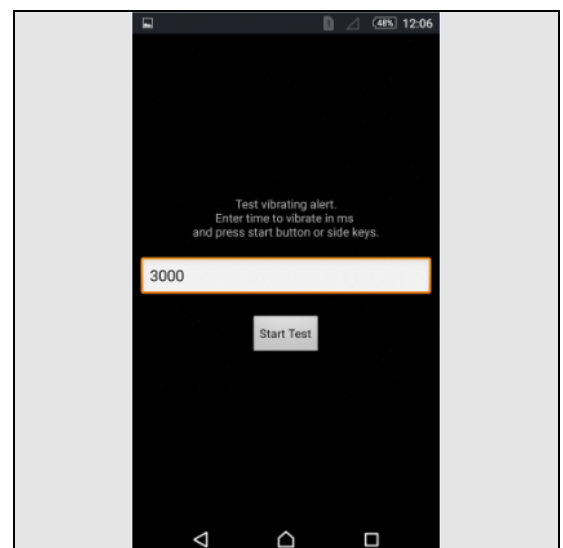 48% 12:06
Test vibrating alert.
Enter time to vibrate in ms
and press start button or side keys.
3000
Start Test